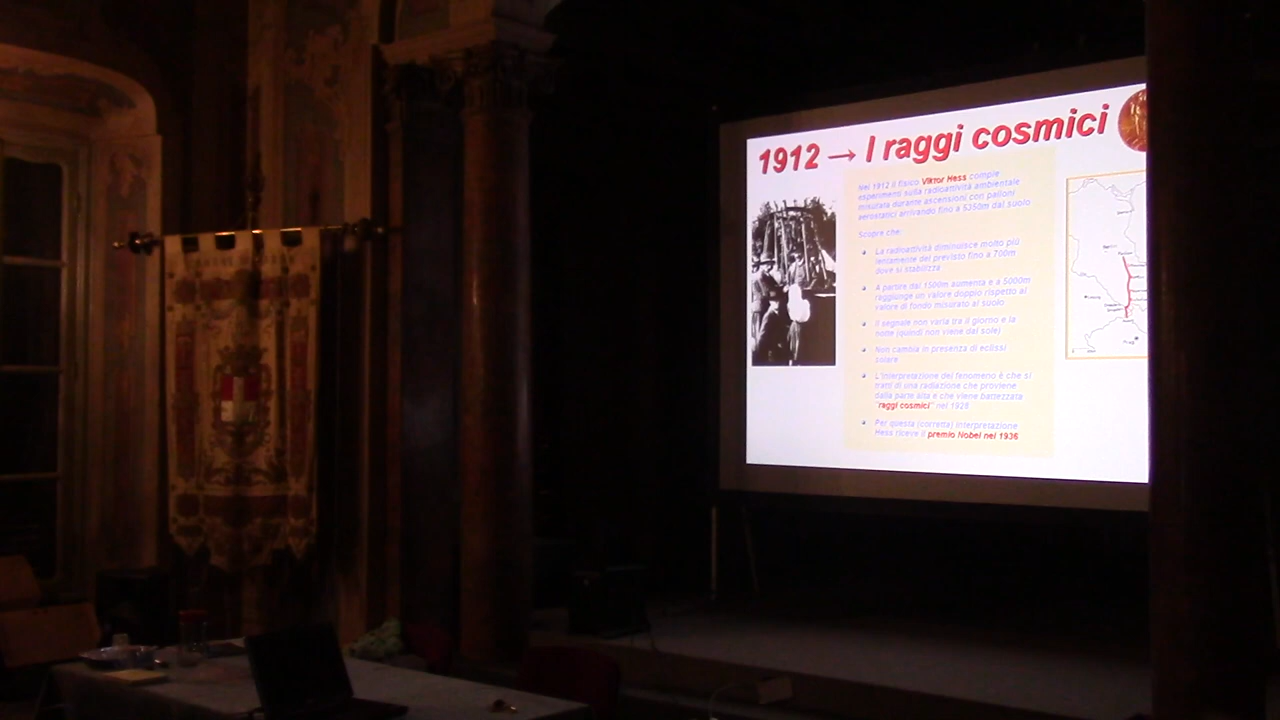 1912 → I raggi cosmici
Nel 1912 il fisico Viktor Hess compie
esperimenti sulla radioattività ambientale
misurata durante ascensioni con palloni
aerostatici arrivando fino a 5350m dal suolo
Scopre che:
La radioattività diminuisce molto più
lentamente del previsto fino a 700m
dove si stabilizza
A partire dai 1500m aumenta e a 5000m
raggiunge un valore doppio rispetto al
valore di fondo misurato al suolo
Il segnale non varia tra il giorno e la
notte (quindi non viene dal sole)
Non cambia in presenza di eclissi
solare
L'interpretazione del fenomeno è che si
tratti di una radiazione che proviene
dalla parte alta e che viene battezzata
"raggi cosmici" nel 1925
Per questa (corretta) interpretazione
Hess riceve il premio Nobel nel 1936